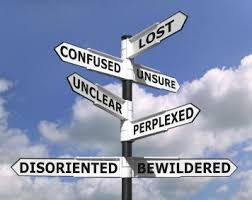 LOST
CONFUSED
UNSURE
UNCLEAR
PERPLEXED
DISORIENTED
BEWILDERED